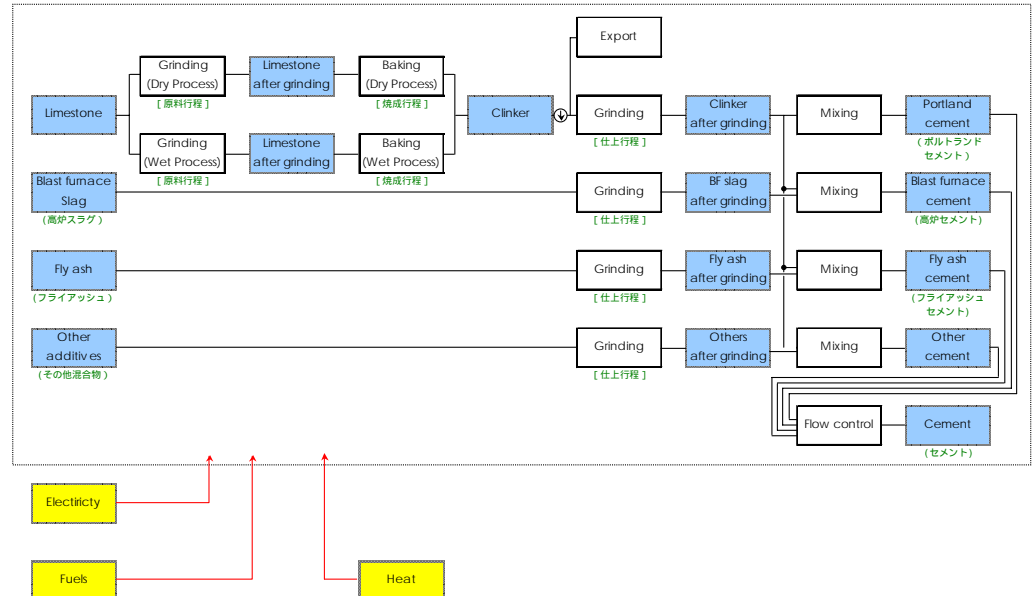 Export
Grinding
(Dry Process)
[ 原料行程 ]
Limestone
after grinding
Baking
(Dry Process)
[ 焼成行程 ]
Limestone
Clinker
Grinding
[ 仕上行程 ]
Clinker
after grinding
Mixing
Portland
cement
( ポルトランド
セメント )
Grinding
(Wet Process)
[ 原料行程 ]
Limestone
after grinding
Baking
(Wet Process)
[ 焼成行程 ]
Blast furnace
Slag
(高炉スラグ )
Grinding
[ 仕上行程 ]
BF slag
after grinding
Mixing
Blast furnace
cement
(高炉セメント)
Fly ash
(フライアッシュ )
Grinding
[ 仕上行程 ]
Fly ash
after grinding
Mixing
Fly ash
cement
(フライアッシュ
セメント)
Other
additives
(その他混合物 )
Grinding
[ 仕上行程 ]
Others
after grinding
Mixing
Other
cement
Flow control
Cement
(セメント)
Electiricty
Fuels
Heat